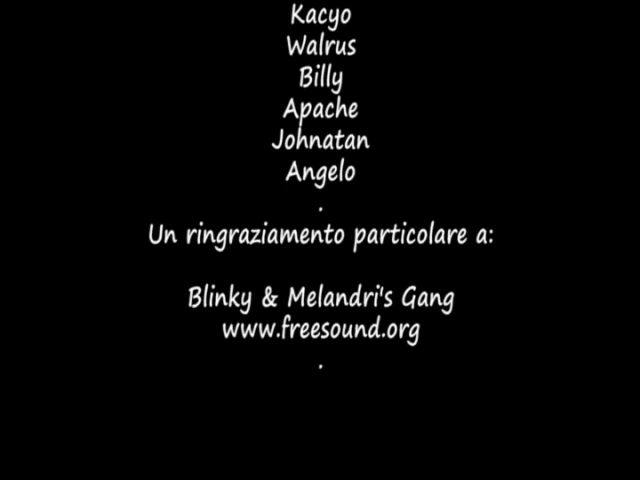 Kacyo
Walrus
Billy
Apache
Johnatan
Angelo
.
Un ringraziamento particolare a:
Blinky & Melandri's Gang
www.freesound.org
.